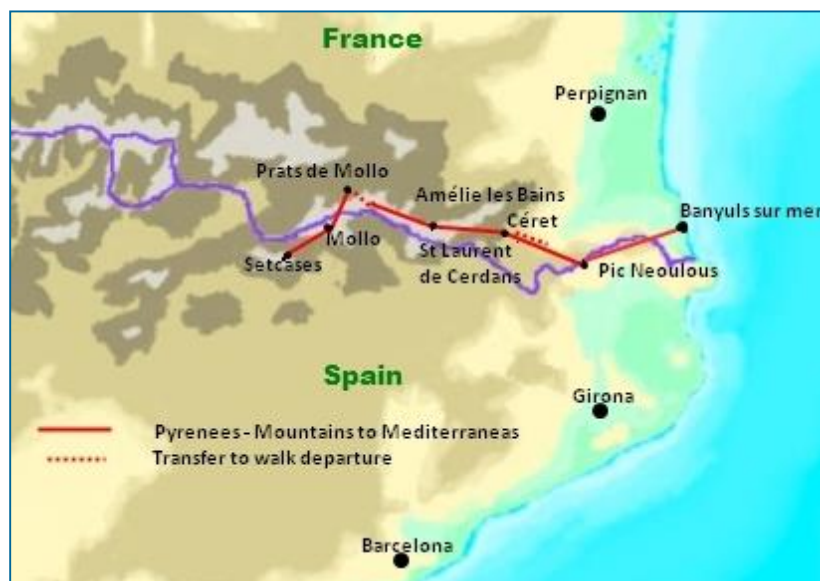 France
Perpignan
Prats de Mollo
Amélie les Bains
Céret
Banyuls sur mer
Mollo
Setcases
St Laurent
de Cerdans
Pic Neoulous
Spain
Girona
Pyrenees - Mountains to Mediterraneas
Transfer to walk departure
Barcelona